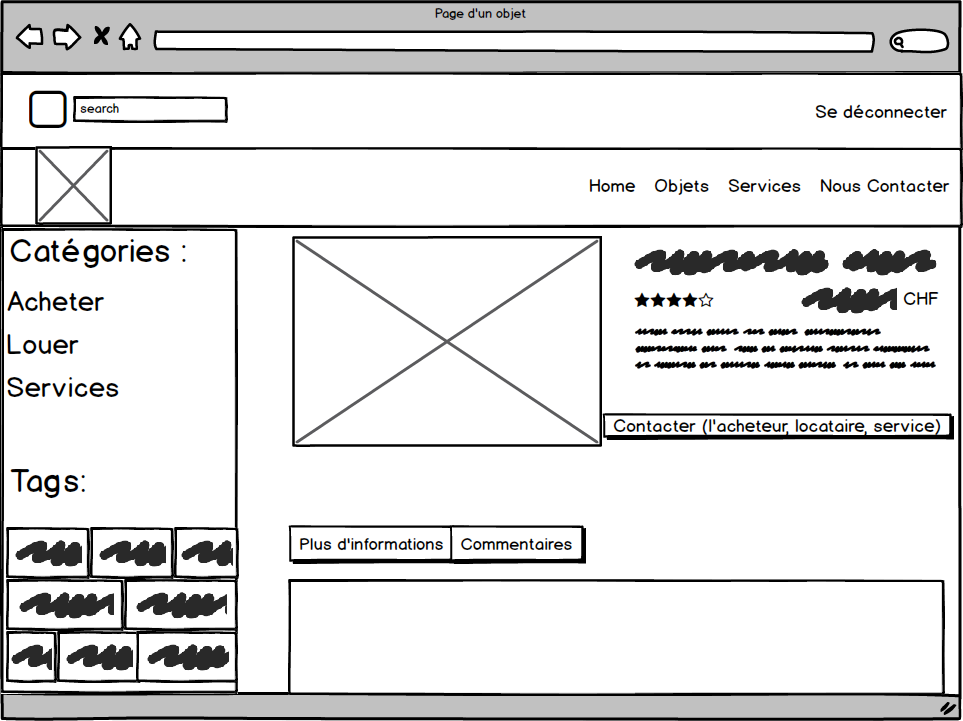 Page d'un objet
search
Se déconnecter
Home Objets Services Nous Contacter
Catégories :
Acheter
Louer
Services
Tags:
CHF
Contacter (l'acheteur, locataire, service)
Plus d'informations Commentaires